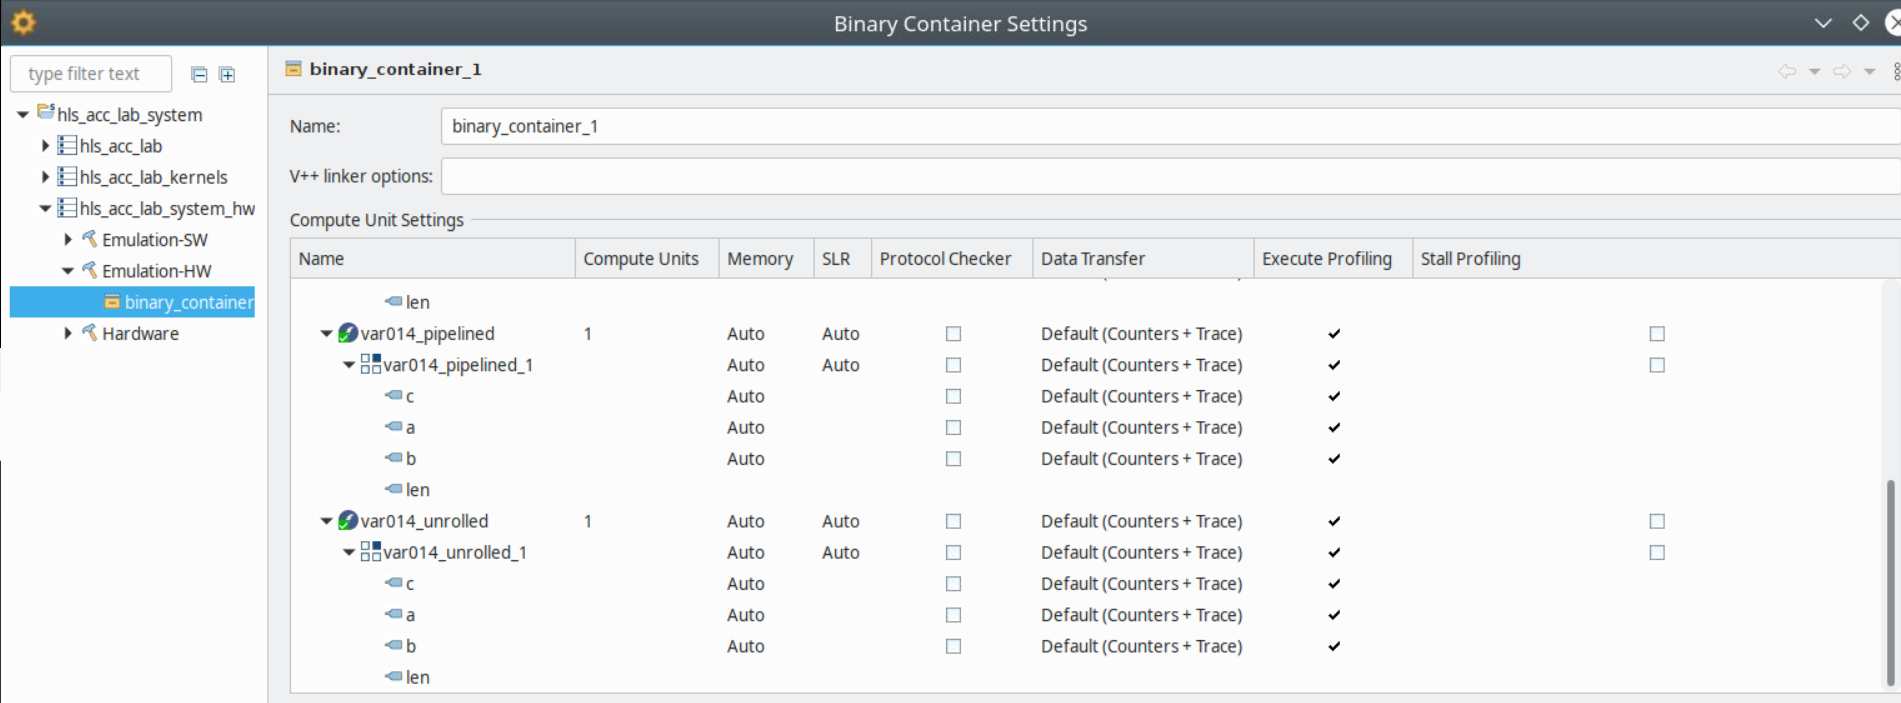 Binary Container Settings
type filter text
hls_acc_lab_system
hls_acc_lab
hls_acc_lab_kernels
hls_acc_lab_system_hw
Emulation-SW
Emulation-HW
binary_container
Hardware
binary_container_1
Name: binary_container_1
V++ linker options:
Compute Unit Settings
Name Compute Units Memory SLR Protocol Checker Data Transfer Execute Profiling Stall Profiling
len
var014_pipelined 1 Auto Auto Default (Counters + Trace)
var014_pipelined_1 Auto Auto Default (Counters + Trace)
c Auto Default (Counters + Trace)
a Auto Default (Counters + Trace)
b Auto Default (Counters + Trace)
len
var014_unrolled 1 Auto Auto Default (Counters + Trace)
var014_unrolled_1 Auto Auto Default (Counters + Trace)
c Auto Default (Counters + Trace)
a Auto Default (Counters + Trace)
b Auto Default (Counters + Trace)
len